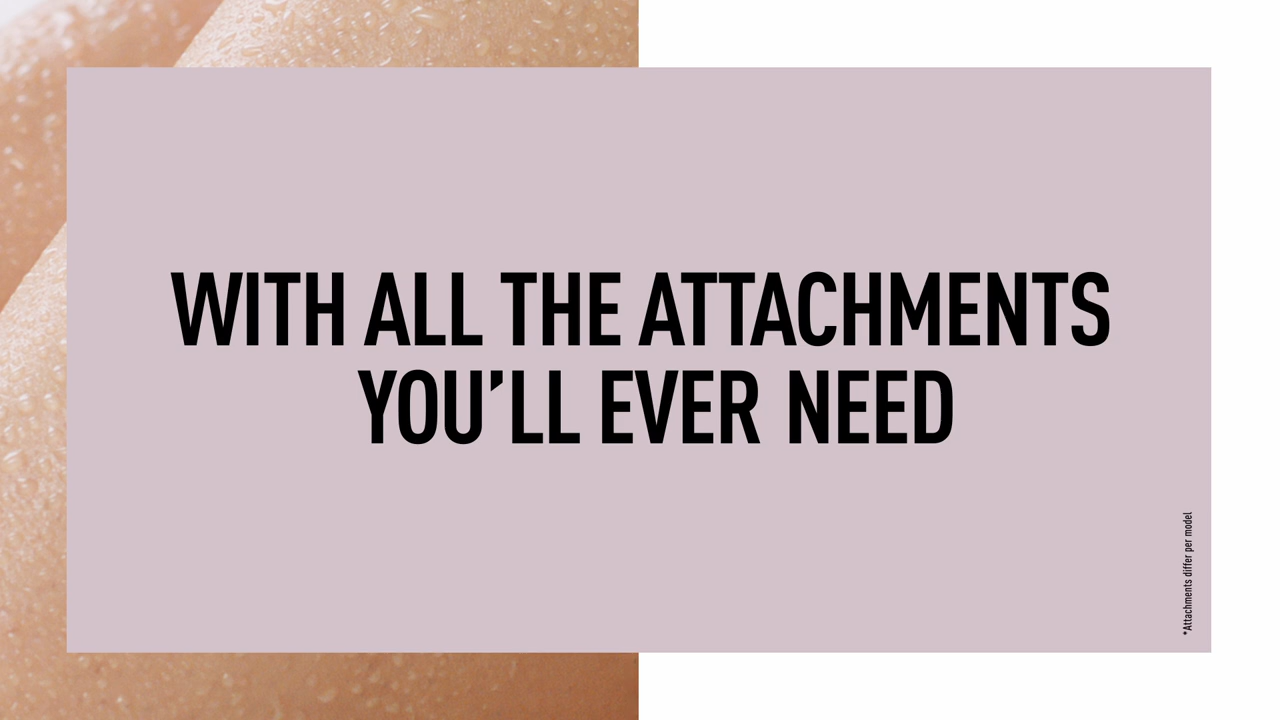 WITH ALL THE ATTACHMENTS
YOU’LL EVER NEED
*Attachments differ per model